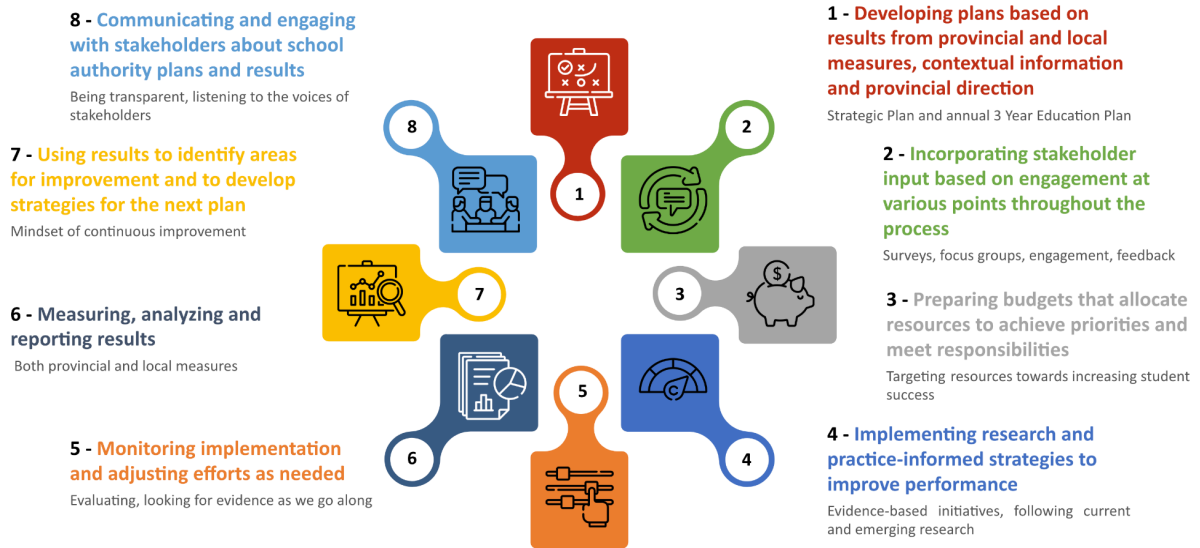 1 - Developing plans based on
results from provincial and local
measures, contextual information
and provincial direction
Strategic Plan and annual 3 Year Education Plan
2 - Incorporating stakeholder
input based on engagement at
various points throughout the
process
Surveys, focus groups, engagement, feedback
3 - Preparing budgets that allocate
resources to achieve priorities and
meet responsibilities
Targeting resources towards increasing student
success
4 - Implementing research and
practice-informed strategies to
improve performance
Evidence-based initiatives, following current
and emerging research
5 - Monitoring implementation
and adjusting efforts as needed
Evaluating, looking for evidence as we go along
6 - Measuring, analyzing and
reporting results
Both provincial and local measures
7 - Using results to identify areas
for improvement and to develop
strategies for the next plan
Mindset of continuous improvement
8 - Communicating and engaging
with stakeholders about school
authority plans and results
Being transparent, listening to the voices of
stakeholders
1
2
$
3
C
4
5
6
7
8